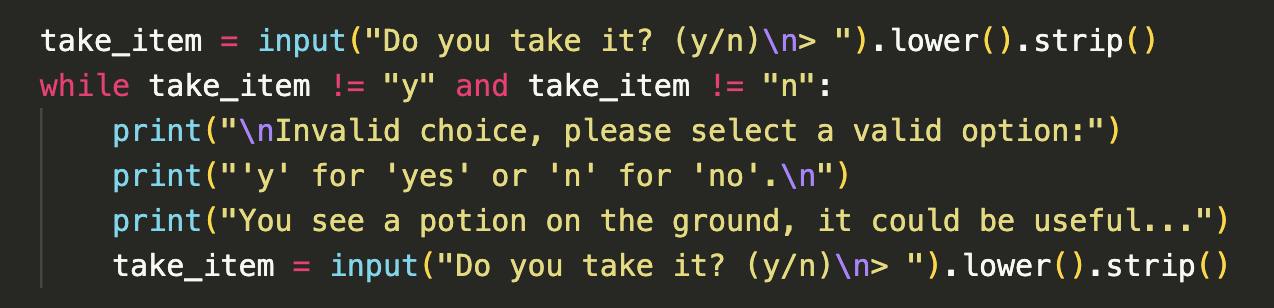 take_item = input("Do you take it? (y/n)\n> ").lower().strip()
while take_item != "y" and take_item != "n":
    print("\nInvalid choice, please select a valid option:")
    print("'y' for 'yes' or 'n' for 'no'.\n")
    print("You see a potion on the ground, it could be useful...")
    take_item = input("Do you take it? (y/n)\n> ").lower().strip()